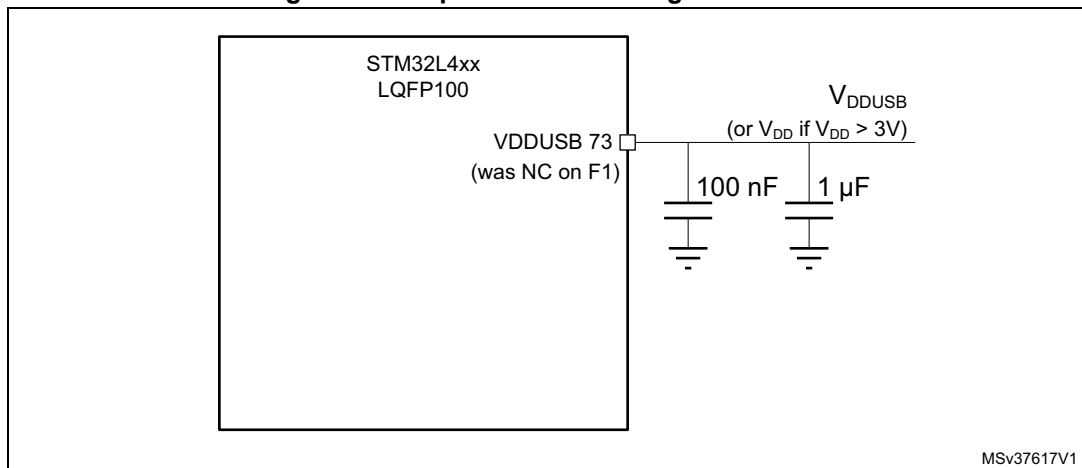 STM32L4xx
LQFP100
VDDUSB 73
(was NC on F1)
VDDUSB
(or VDD if VDD > 3V)
100 nF
1 µF
MSv37617V1